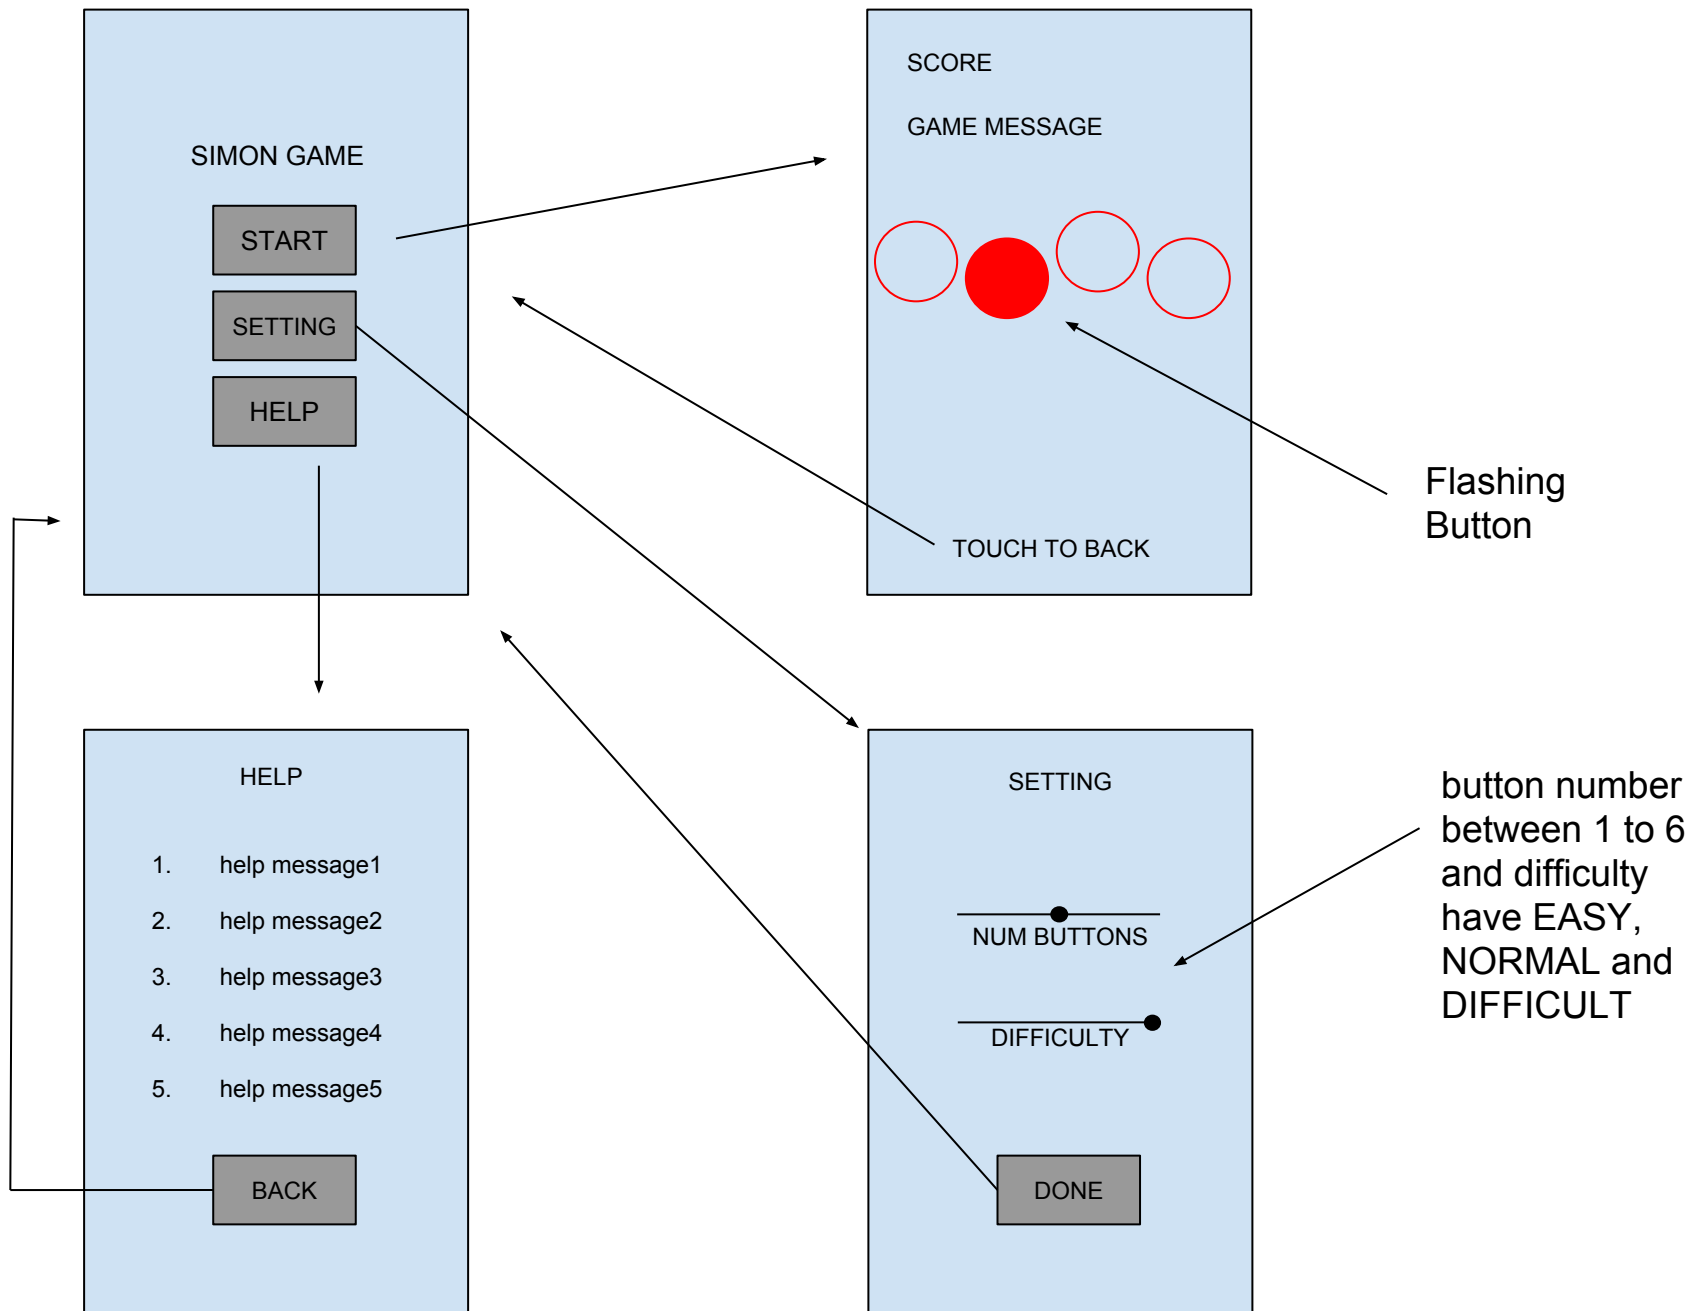 SIMON GAME
START
SETTING
HELP
SCORE
GAME MESSAGE
TOUCH TO BACK
Flashing
Button
HELP
1. help message1
2. help message2
3. help message3
4. help message4
5. help message5
BACK
SETTING
NUM BUTTONS
DIFFICULTY
DONE
button number
between 1 to 6
and difficulty
have EASY,
NORMAL and
DIFFICULT